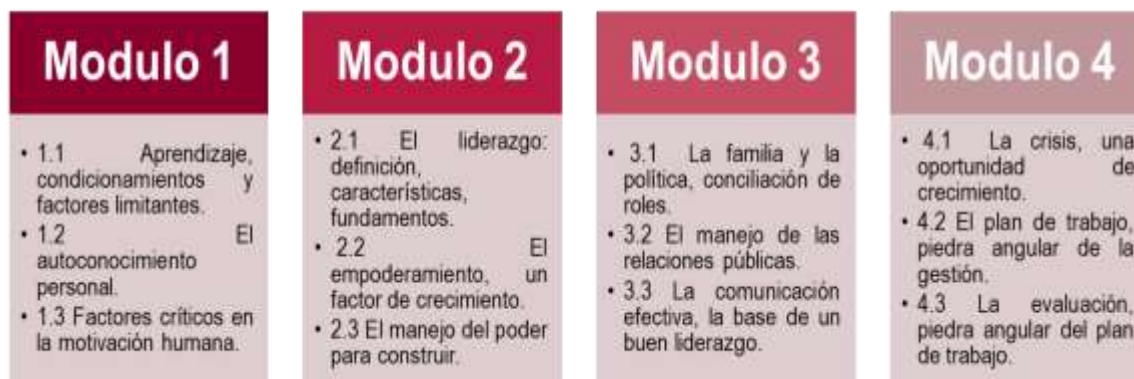 Modulo 1
• 1.1 Aprendizaje,
condicionamientos y
factores limitantes.
• 1.2 El
autoconocimiento
personal.
• 1.3 Factores críticos en
la motivación humana.
Modulo 2
• 2.1 El liderazgo:
definición,
características,
fundamentos.
• 2.2 El
empoderamiento, un
factor de crecimiento.
• 2.3 El manejo del poder
para construir.
Modulo 3
• 3.1 La familia y la
política, conciliación de
roles.
• 3.2 El manejo de las
relaciones públicas.
• 3.3 La comunicación
efectiva, la base de un
buen liderazgo.
Modulo 4
• 4.1 La crisis, una
oportunidad de
crecimiento.
• 4.2 El plan de trabajo,
piedra angular de la
gestión.
• 4.3 La evaluación,
piedra angular del plan
de trabajo.